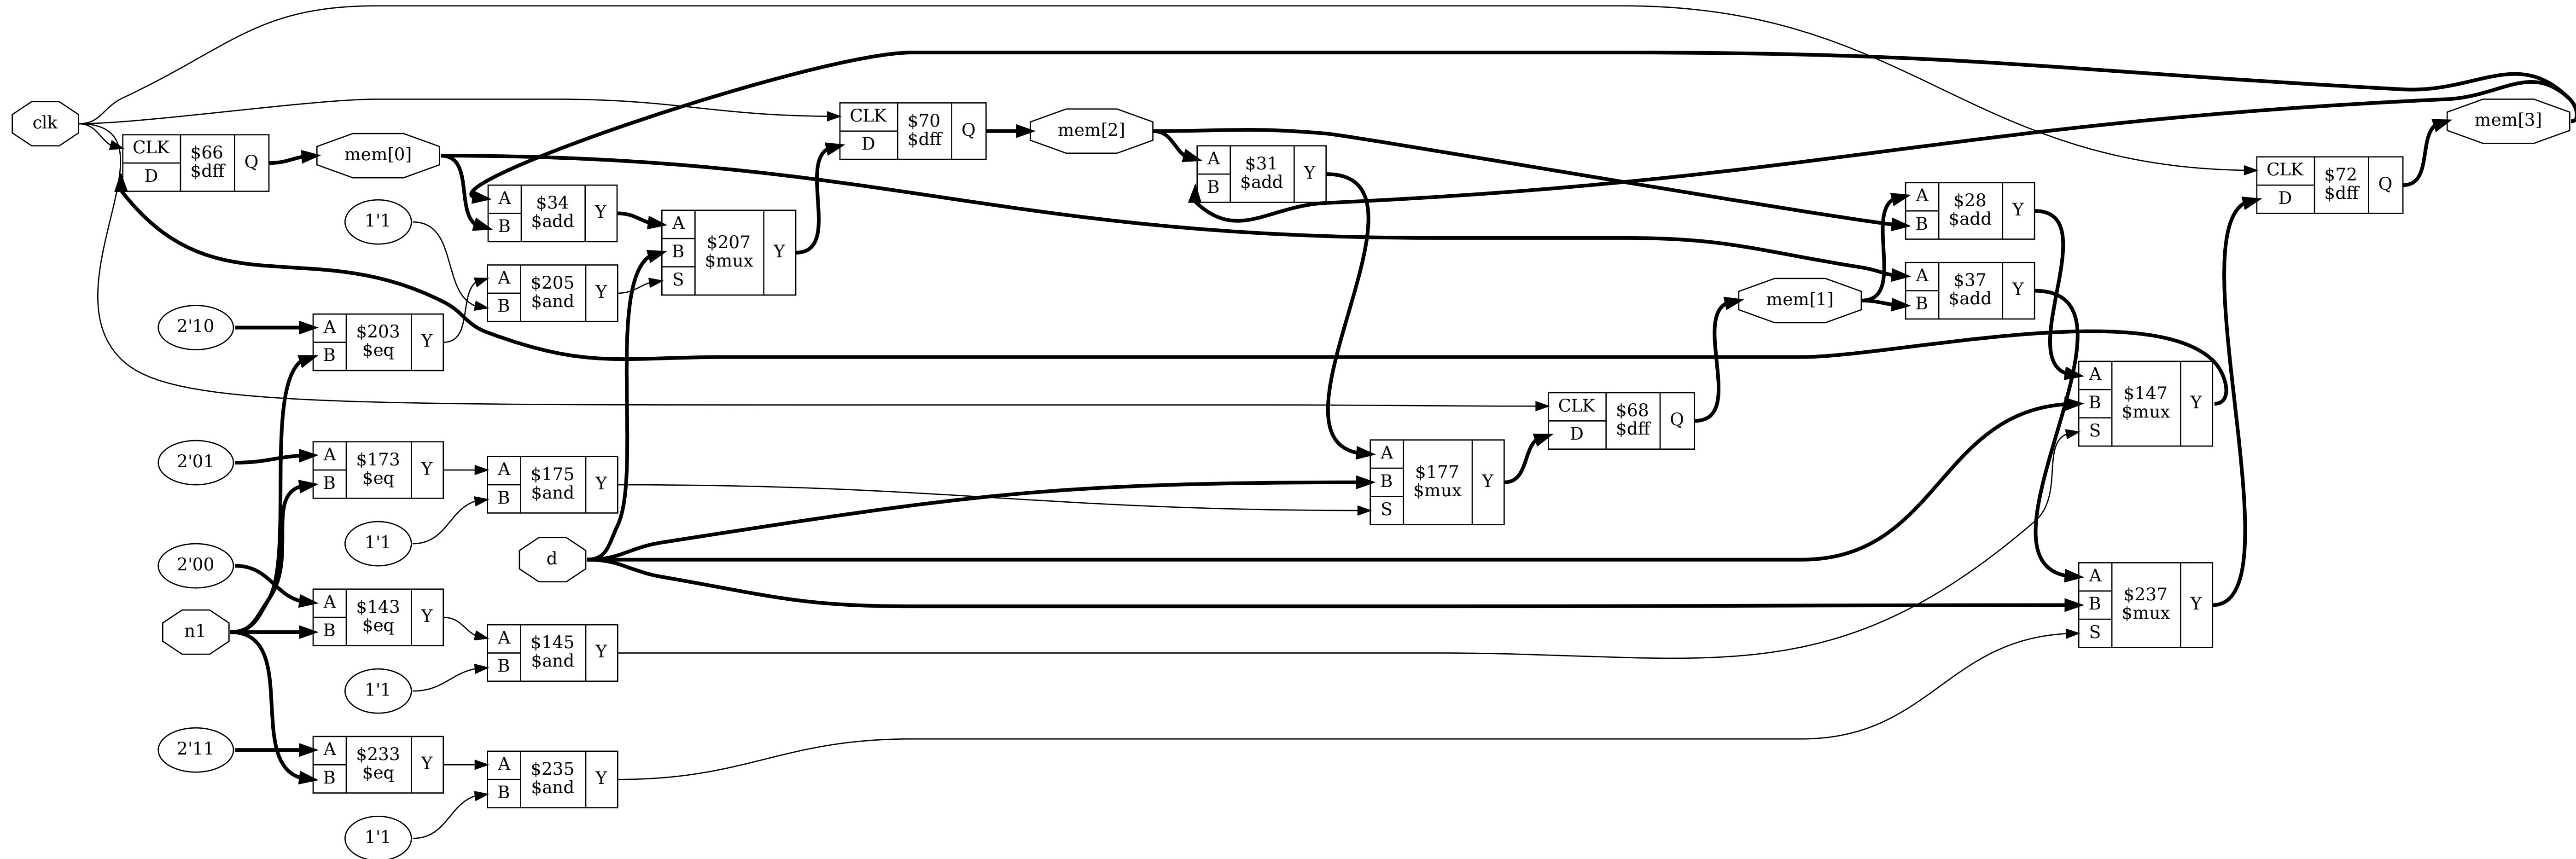 clk
CLK
D
$66
$dff
Q
mem[0]
1'1
2'10
A
B
$203
$eq
Y
A
B
$34
$add
Y
A
B
$205
$and
Y
A
B
S
$207
$mux
Y
CLK
D
$70
$dff
Q
mem[2]
A
B
$31
$add
Y
2'01
A
B
$173
$eq
Y
A
B
$175
$and
Y
1'1
d
A
B
S
$177
$mux
Y
CLK
D
$68
$dff
Q
mem[1]
A
B
$28
$add
Y
A
B
$37
$add
Y
A
B
S
$147
$mux
Y
CLK
D
$72
$dff
Q
mem[3]
2'00
n1
A
B
$143
$eq
Y
A
B
$145
$and
Y
1'1
A
B
S
$237
$mux
Y
2'11
A
B
$233
$eq
Y
A
B
$235
$and
Y
1'1